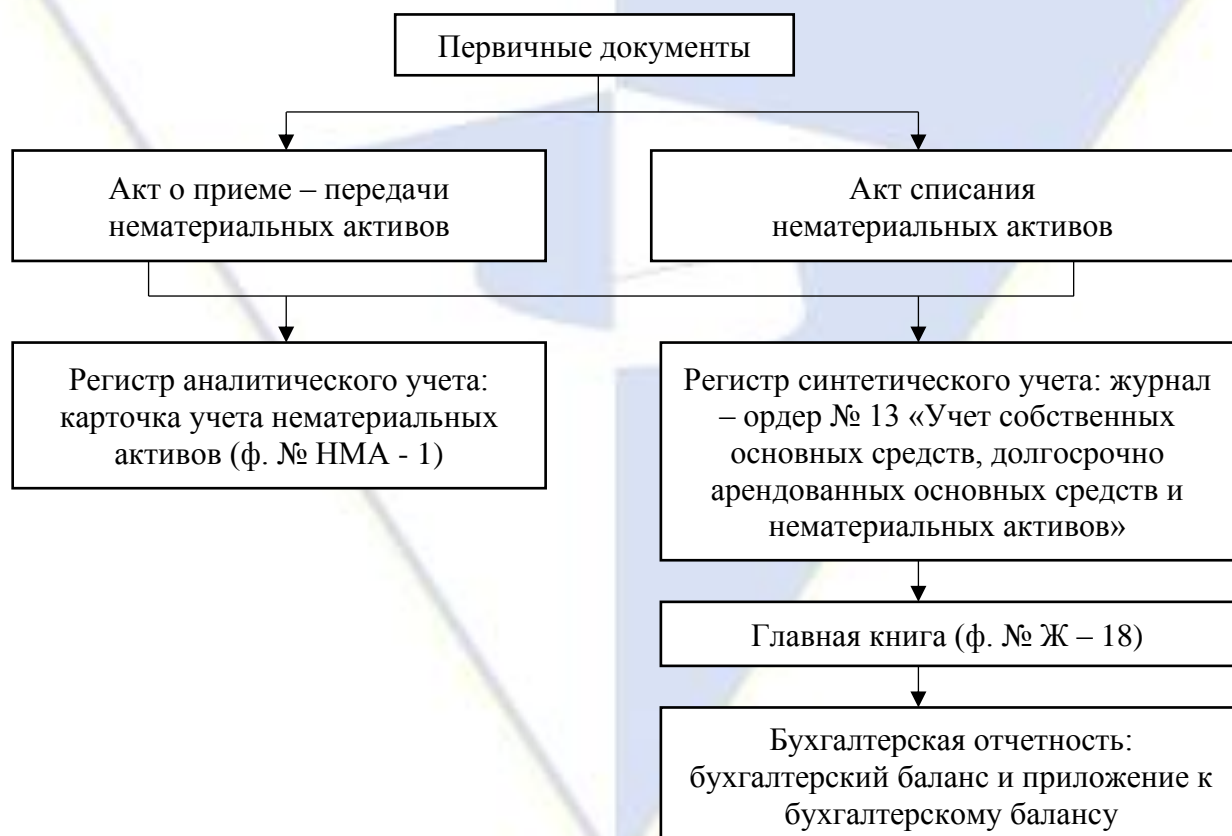 Первичные документы
Акт о приеме – передачи
нематериальных активов
Акт списания
нематериальных активов
Регистр аналитического учета:
карточка учета нематериальных
активов (ф. № НМА - 1)
Регистр синтетического учета: журнал
– ордер № 13 «Учет собственных
основных средств, долгосрочно
арендованных основных средств и
нематериальных активов»
Главная книга (ф. № Ж – 18)
Бухгалтерская отчетность:
бухгалтерский баланс и приложение к
бухгалтерскому балансу